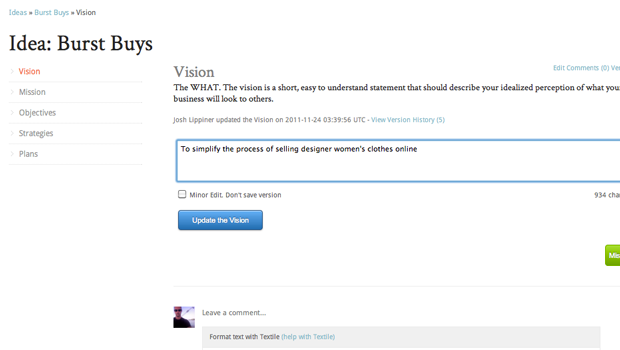 Ideas » Burst Buys » Vision
Idea: Burst Buys
Vision
Mission
Objectives
Strategies
Plans
Vision
Edit Comments (0)
The WHAT. The vision is a short, easy to understand statement that should describe your idealized perception of what your
business will look to others.
Josh Lippiner updated the Vision on 2011-11-24 03:39:56 UTC - View Version History (5)
To simplify the process of selling designer women's clothes online
Minor Edit. Don't save version
934
Update the Vision
Leave a comment...
Format text with Textile (help with Textile)